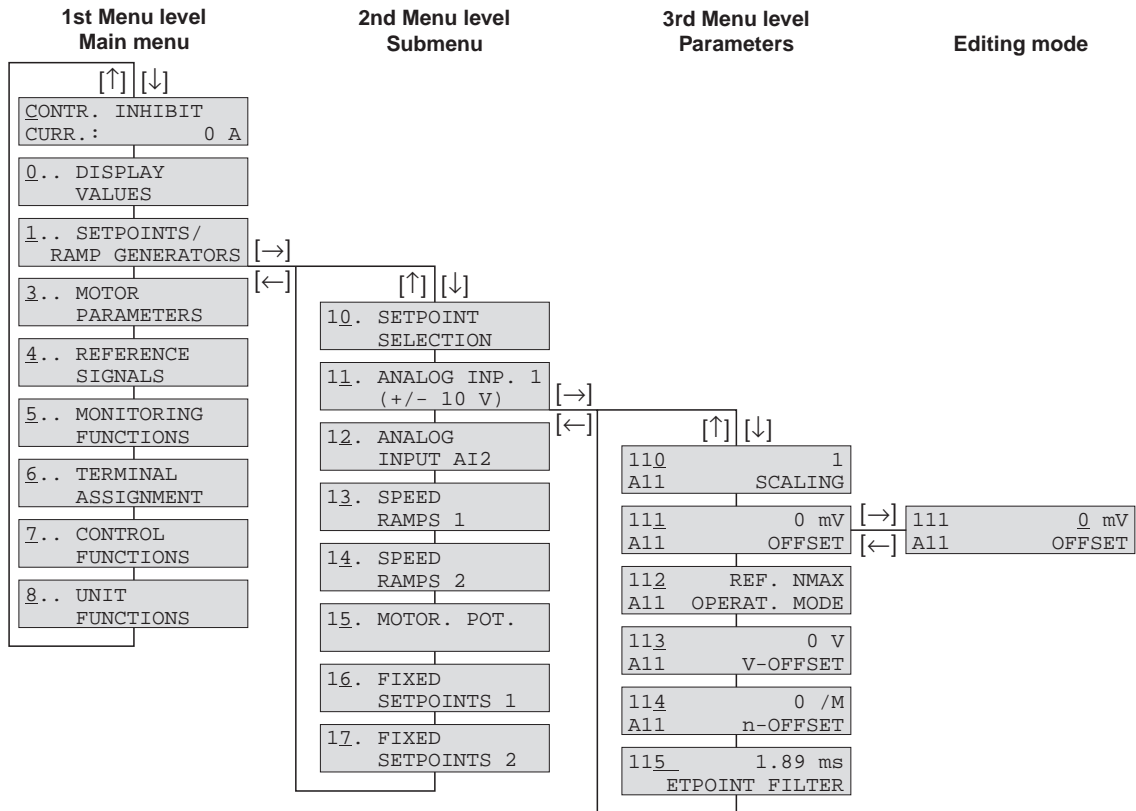 1st Menu level
Main menu
2nd Menu level
Submenu
3rd Menu level
Parameters
Editing mode
[↑] [↓]
CONTR. INHIBIT
CURR.: 0 A
0.. DISPLAY
VALUES
1.. SETPOINTS/
RAMP GENERATORS
[→]
[←]
3.. MOTOR
PARAMETERS
4.. REFERENCE
SIGNALS
5.. MONITORING
FUNCTIONS
6.. TERMINAL
ASSIGNMENT
7.. CONTROL
FUNCTIONS
8.. UNIT
FUNCTIONS
[↑] [↓]
10. SETPOINT
SELECTION
11. ANALOG INP. 1
(+/- 10 V)
[→]
[←]
12. ANALOG
INPUT AI2
13. SPEED
RAMPS 1
14. SPEED
RAMPS 2
15. MOTOR. POT.
16. FIXED
SETPOINTS 1
17. FIXED
SETPOINTS 2
[↑] [↓]
110 1
A11 SCALING
111 0 mV
A11 OFFSET
[→]
[←]
111 0 mV
A11 OFFSET
112 REF. NMAX
A11 OPERAT. MODE
113 0 V
A11 V-OFFSET
114 0 /M
A11 n-OFFSET
115 1.89 ms
ETPOINT FILTER